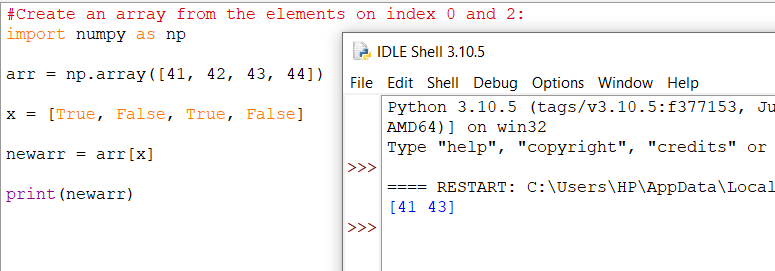 #Create an array from the elements on index 0 and 2:
import numpy as np
arr = np.array([41, 42, 43, 44])
x = [True, False, True, False]
newarr = arr[x]
print(newarr)
IDLE Shell 3.10.5
File Edit Shell Debug Options Window Help
Python 3.10.5 (tags/v3.10.5:f377153, Ju
AMD64)] on win32
Type "help", "copyright", "credits" or
>>>
==== RESTART: C:\Users\HP\AppData\Local
[41 43]
>>>